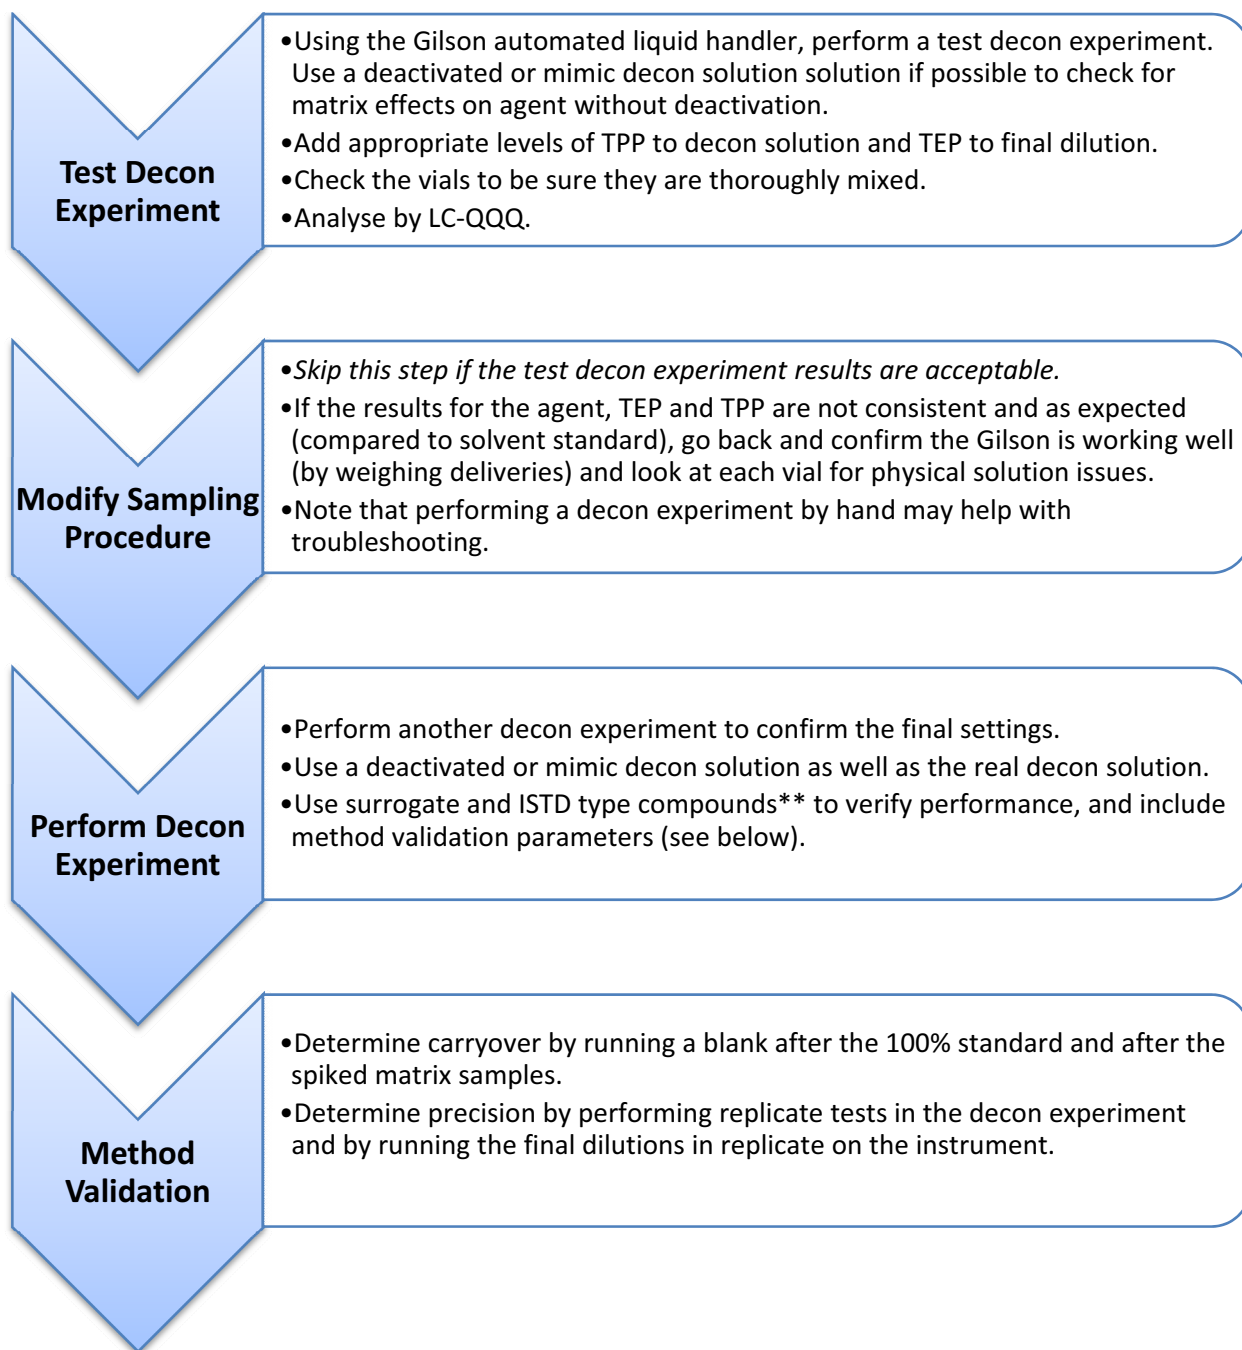 Test Decon
Experiment
•Using the Gilson automated liquid handler, perform a test decon experiment.
Use a deactivated or mimic decon solution solution if possible to check for
matrix effects on agent without deactivation.
•Add appropriate levels of TPP to decon solution and TEP to final dilution.
•Check the vials to be sure they are thoroughly mixed.
•Analyse by LC-QQQ.
Modify Sampling
Procedure
•Skip this step if the test decon experiment results are acceptable.
•If the results for the agent, TEP and TPP are not consistent and as expected
(compared to solvent standard), go back and confirm the Gilson is working well
(by weighing deliveries) and look at each vial for physical solution issues.
•Note that performing a decon experiment by hand may help with
troubleshooting.
Perform Decon
Experiment
•Perform another decon experiment to confirm the final settings.
•Use a deactivated or mimic decon solution as well as the real decon solution.
•Use surrogate and ISTD type compounds** to verify performance, and include
method validation parameters (see below).
Method
Validation
•Determine carryover by running a blank after the 100% standard and after the
spiked matrix samples.
•Determine precision by performing replicate tests in the decon experiment
and by running the final dilutions in replicate on the instrument.